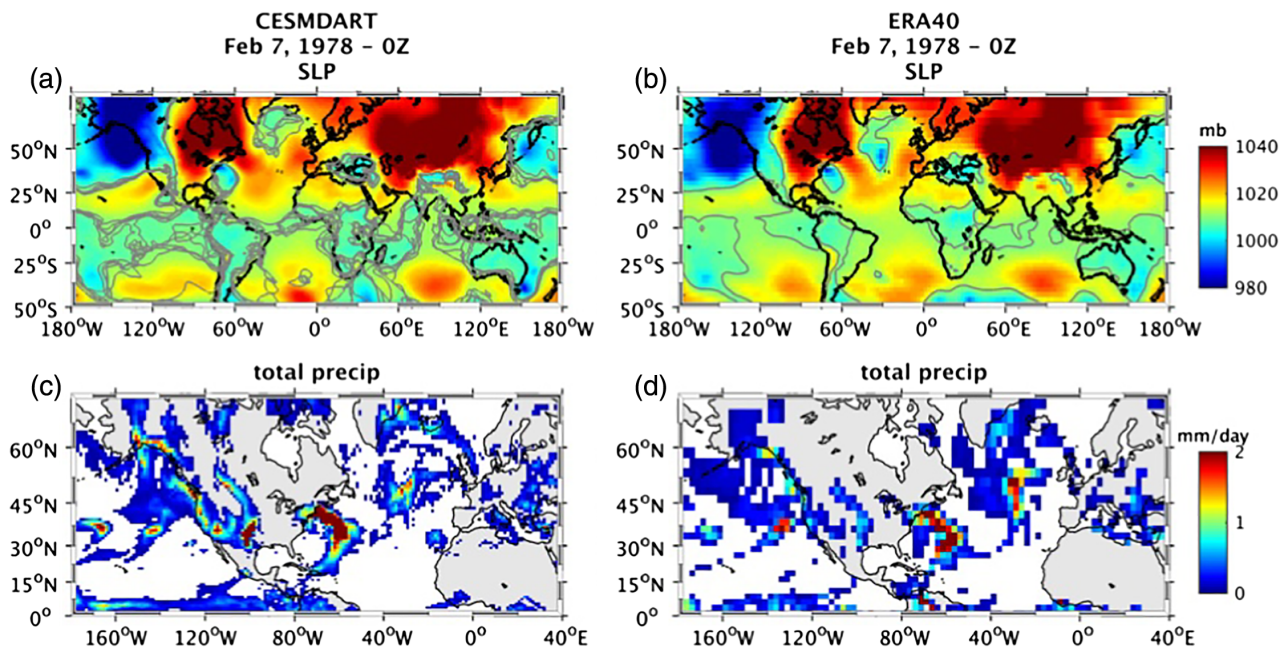 CESMDART
Feb 7, 1978 – 0Z
SLP
(a)
50°N
25°N
0°
25°S
50°S
180°W 120°W 60°W 0° 60°E 120°E 180°W
ERA40
Feb 7, 1978 – 0Z
SLP
(b)
50°N
25°N
0°
25°S
50°S
180°W 120°W 60°W 0° 60°E 120°E 180°W
mb
1040
1020
1000
980
total precip
(c)
60°N
45°N
30°N
15°N
0°
160°W 120°W 80°W 40°W 0° 40°E
total precip
(d)
60°N
45°N
30°N
15°N
0°
160°W 120°W 80°W 40°W 0° 40°E
mm/day
2
1
0